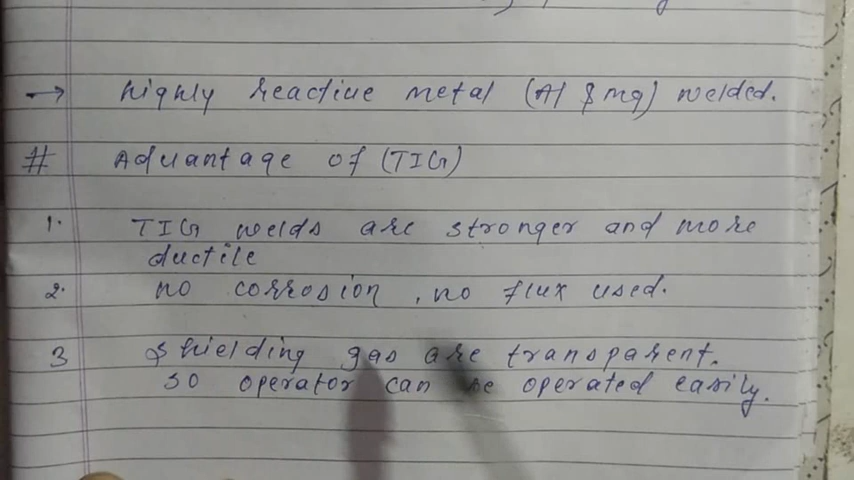 → highly reactive metal (Al & mg) welded.
# Advantage of (TIG)
1. TIG welds are stronger and more
ductile
2. no corrosion, no flux used.
3 Shielding gas are transparent.
so operator can be operated easily.